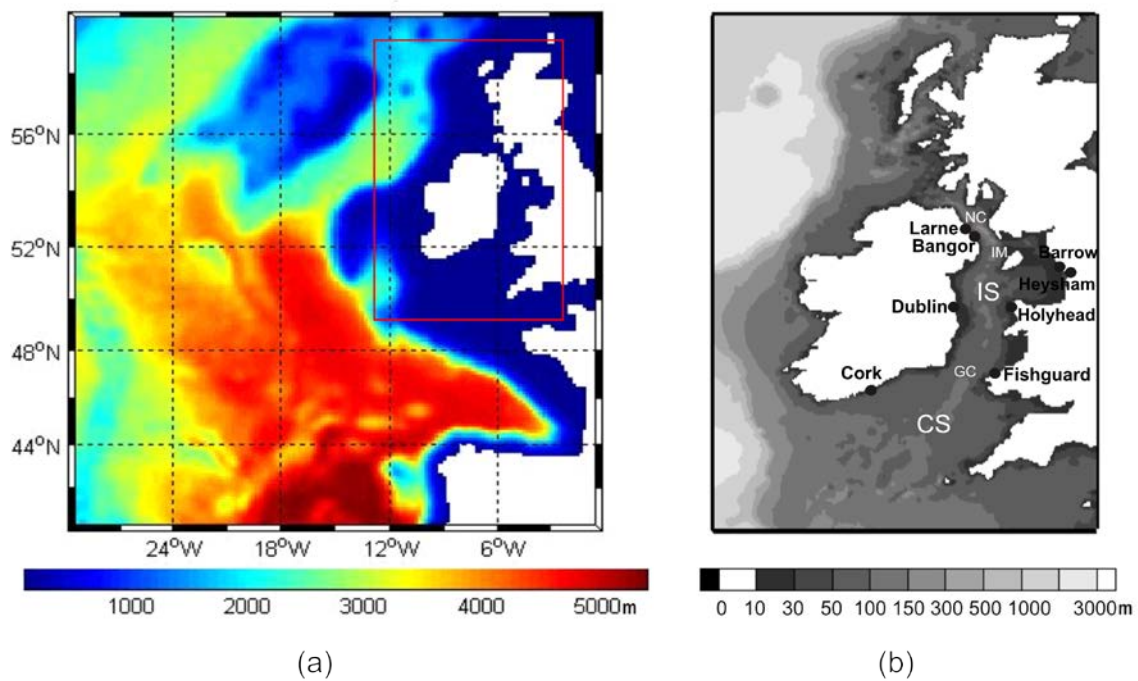 56°N
52°N
48°N
44°N
24°W 18°W 12°W 6°W
1000 2000 3000 4000 5000m
(a)
NC
Larne
Bangor
IM
Barrow
IS
Heysham
Dublin
Holyhead
GC
Cork
Fishguard
CS
0 10 30 50 100 150 300 500 1000 3000m
(b)